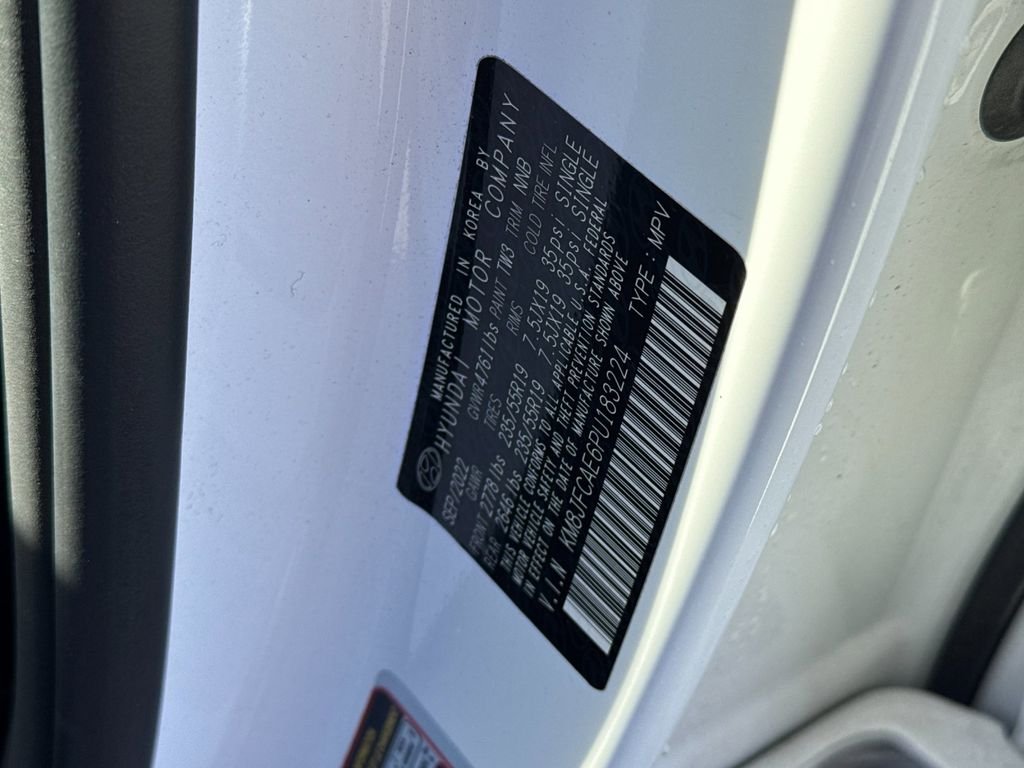 MANUFACTURED IN KOREA BY
HYUNDAI MOTOR COMPANY
SEP/2022 GVWR:4761 lbs PAINT TW3 TRIM NNB
GAWR TIRES RMS COLD TIRE INFL
FRONT 2778 lbs 235/55R19 7.5JX19 35psi SINGLE
REAR 2646 lbs 235/55R19 7.5JX19 35psi SINGLE
THIS VEHICLE CONFORMS TO ALL APPLICABLE U.S.A. FEDERAL
MOTOR VEHICLE SAFETY AND THEFT PREVENTION STANDARDS
IN EFFECT ON THE DATE OF MANUFACTURE SHOWN ABOVE
V.I.N KM8JFCAE6PU183224 TYPE : MPV